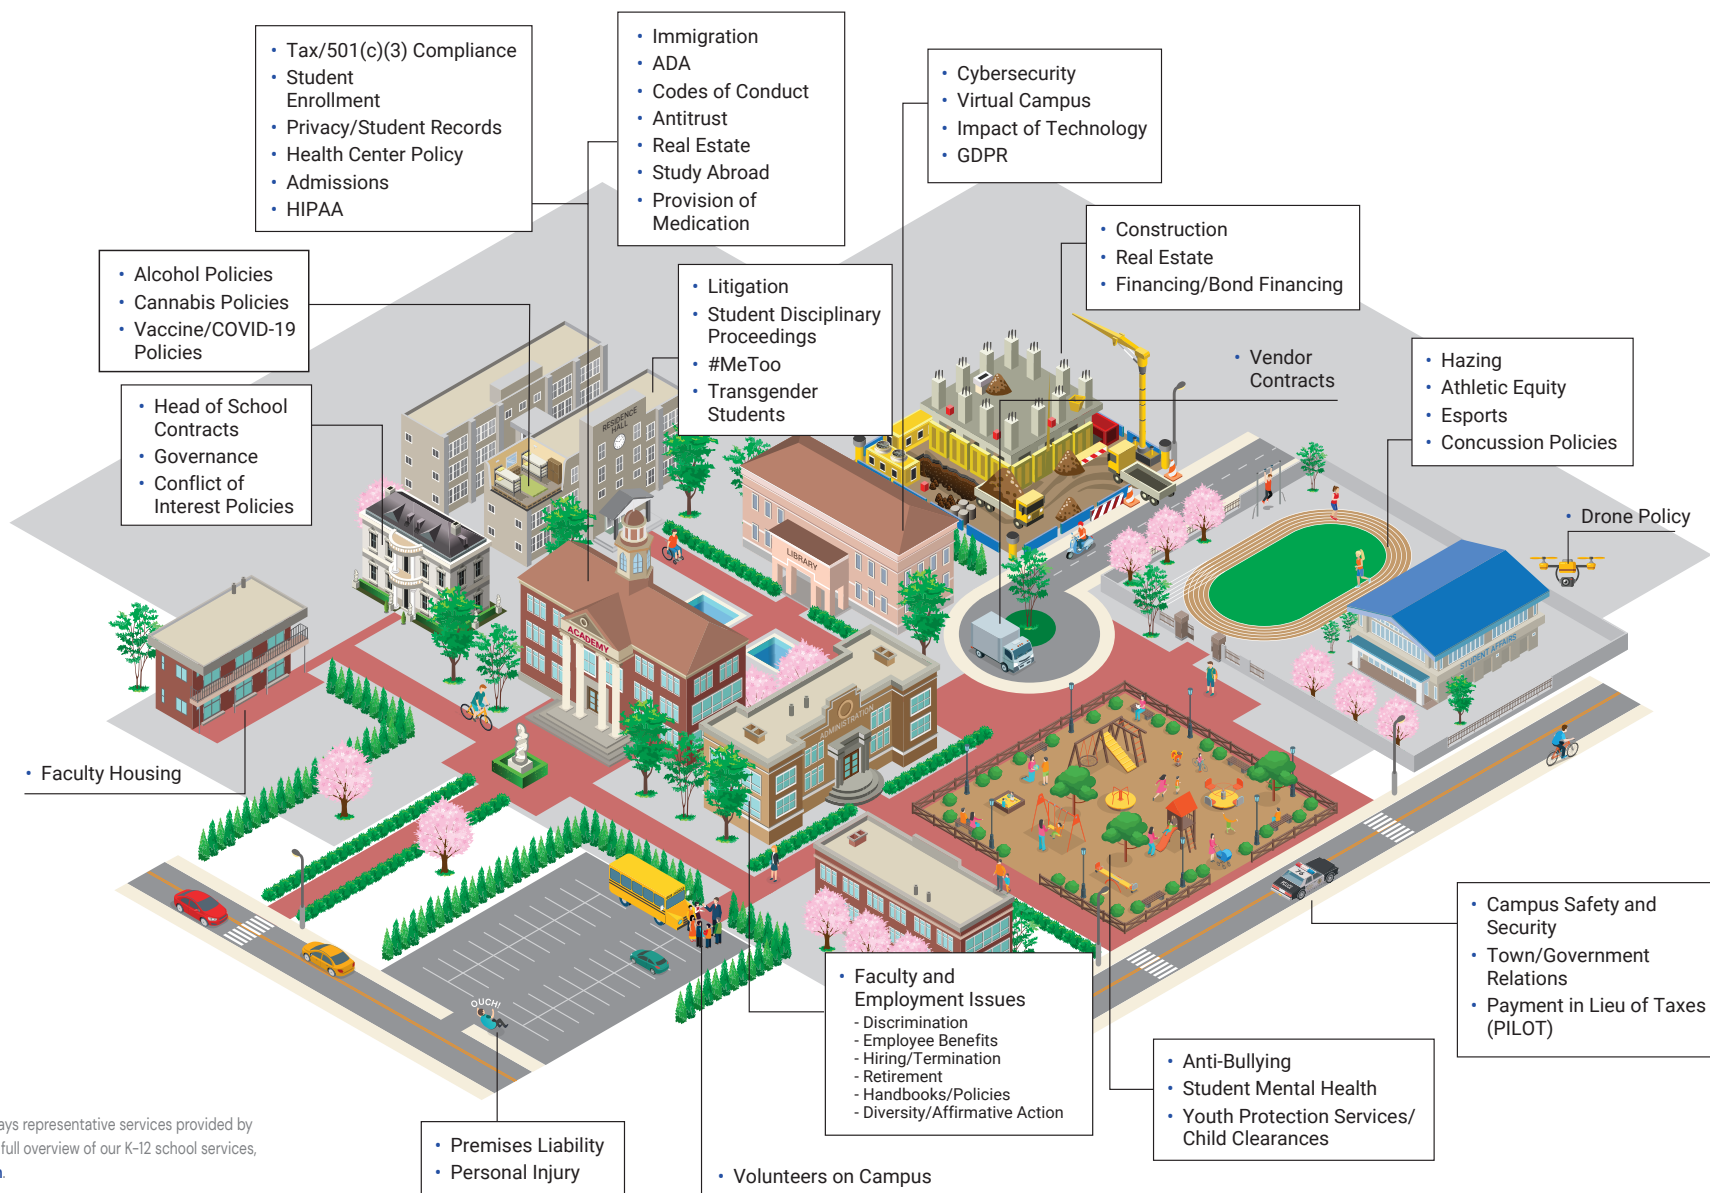 • Tax/501(c)(3) Compliance
• Student
Enrollment
• Privacy/Student Records
• Health Center Policy
• Admissions
• HIPAA
• Immigration
• ADA
• Codes of Conduct
• Antitrust
• Real Estate
• Study Abroad
• Provision of
Medication
• Cybersecurity
• Virtual Campus
• Impact of Technology
• GDPR
• Construction
• Real Estate
• Financing/Bond Financing
• Alcohol Policies
• Cannabis Policies
• Vaccine/COVID-19
Policies
• Litigation
• Student Disciplinary
Proceedings
• #MeToo
• Transgender
Students
• Vendor
Contracts
• Hazing
• Athletic Equity
• Esports
• Concussion Policies
• Head of School
Contracts
• Governance
• Conflict of
Interest Policies
RESIDENCE
HALL
• Drone Policy
LIBRARY
ACADEMY
STUDENT AFFAIRS
ADMINISTRATION
• Faculty Housing
• Campus Safety and
Security
• Town/Government
Relations
• Payment in Lieu of Taxes
(PILOT)
OUCH!
• Faculty and
Employment Issues
- Discrimination
- Employee Benefits
- Hiring/Termination
- Retirement
- Handbooks/Policies
- Diversity/Affirmative Action
• Anti-Bullying
• Student Mental Health
• Youth Protection Services/
Child Clearances
• Premises Liability
• Personal Injury
• Volunteers on Campus
representative services provided by
full overview of our K-12 school services,